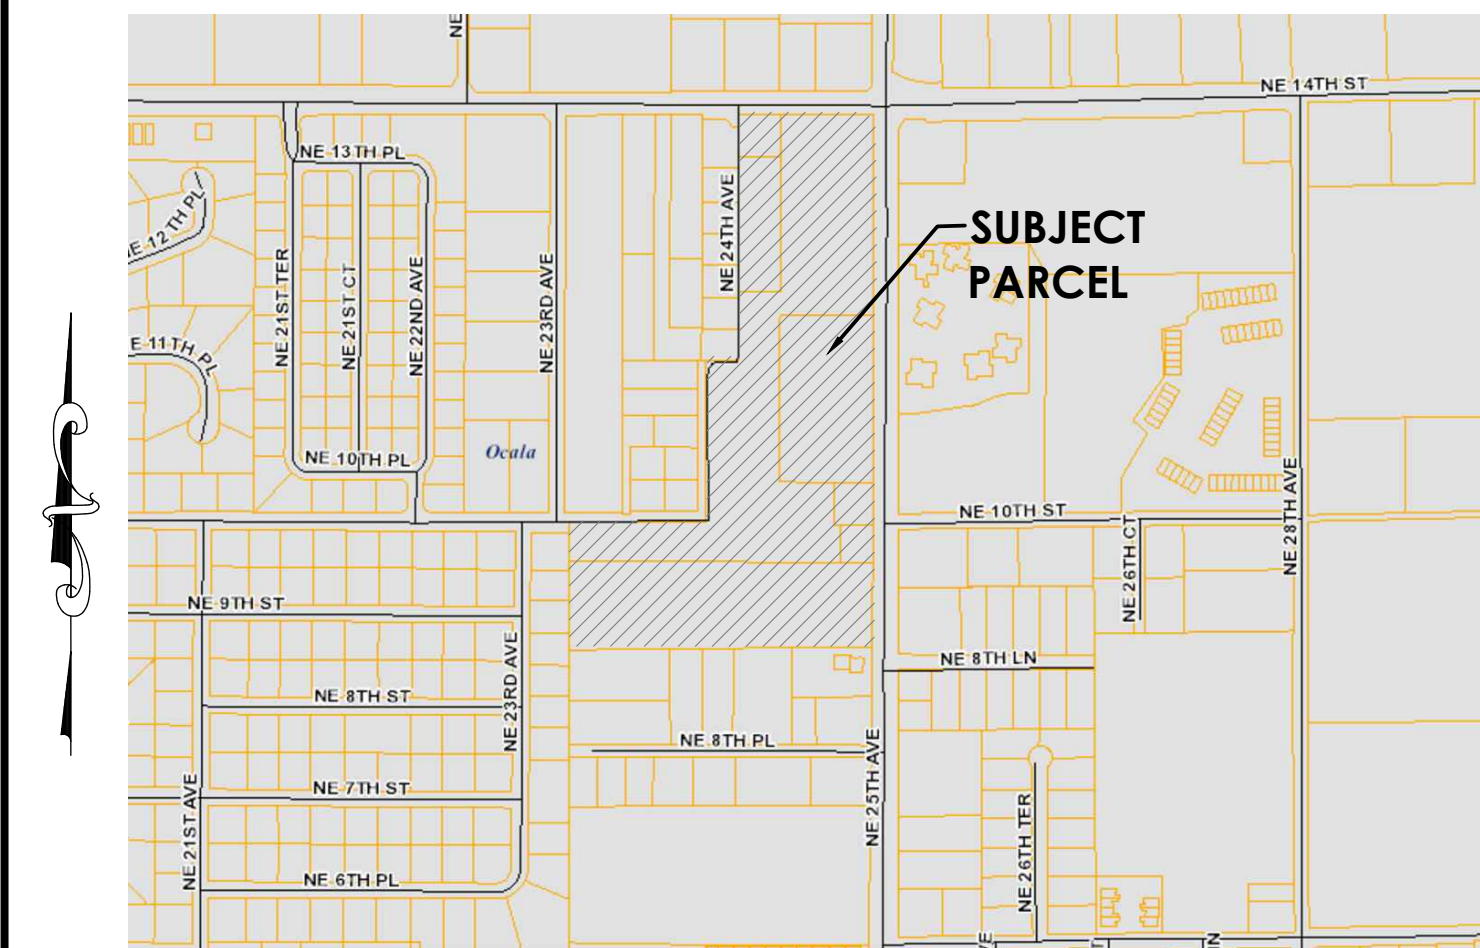 NE
NE 14TH ST
NE 13TH PL
NE 12TH PL
NE 24TH AVE
SUBJECT
PARCEL
NE 21ST TER
NE 21ST CT
NE 22ND AVE
NE 23RD AVE
E 11TH PL
Ocala
NE 10TH PL
NE 10TH ST
NE 28TH AVE
NE 26TH CT
NE 9TH ST
NE 8TH LN
NE 8TH ST
NE 23RD AVE
NE 8TH PL
NE 25TH AVE
NE 7TH ST
NE 21ST AVE
NE 26TH TER
NE 6TH PL
VE
T
N